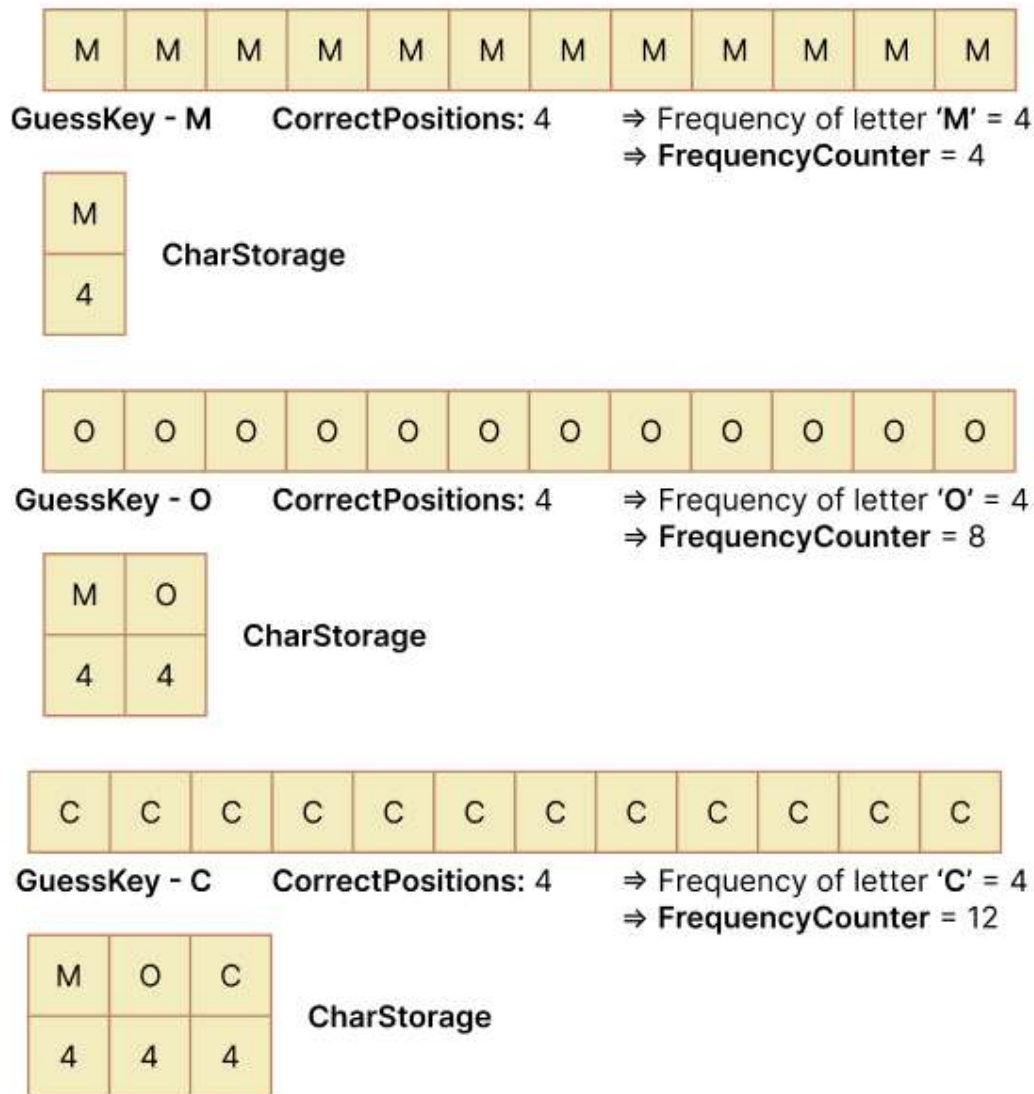 M M M M M M M M M M M M
GuessKey - M CorrectPositions: 4 ⇒ Frequency of letter ‘M’ = 4
⇒ FrequencyCounter = 4
M
CharStorage
4
O O O O O O O O O O O O
GuessKey - O CorrectPositions: 4 ⇒ Frequency of letter ‘O’ = 4
⇒ FrequencyCounter = 8
M O
CharStorage
4 4
C C C C C C C C C C C C
GuessKey - C CorrectPositions: 4 ⇒ Frequency of letter ‘C’ = 4
⇒ FrequencyCounter = 12
M O C
CharStorage
4 4 4